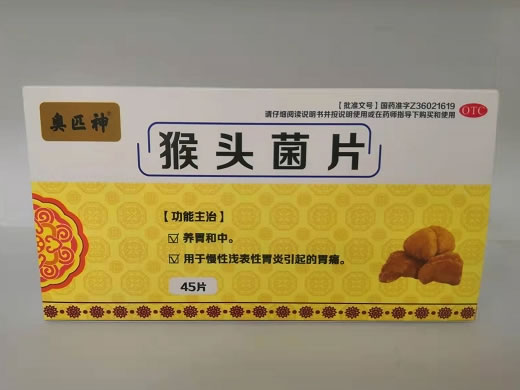 【批准文号】国药准字Z36021619
请仔细阅读说明书并按说明使用或在药师指导下购买和使用
OTC
奥匹神
猴头菌片
【功能主治】
养胃和中。
用于慢性浅表性胃炎引起的胃痛。
45片